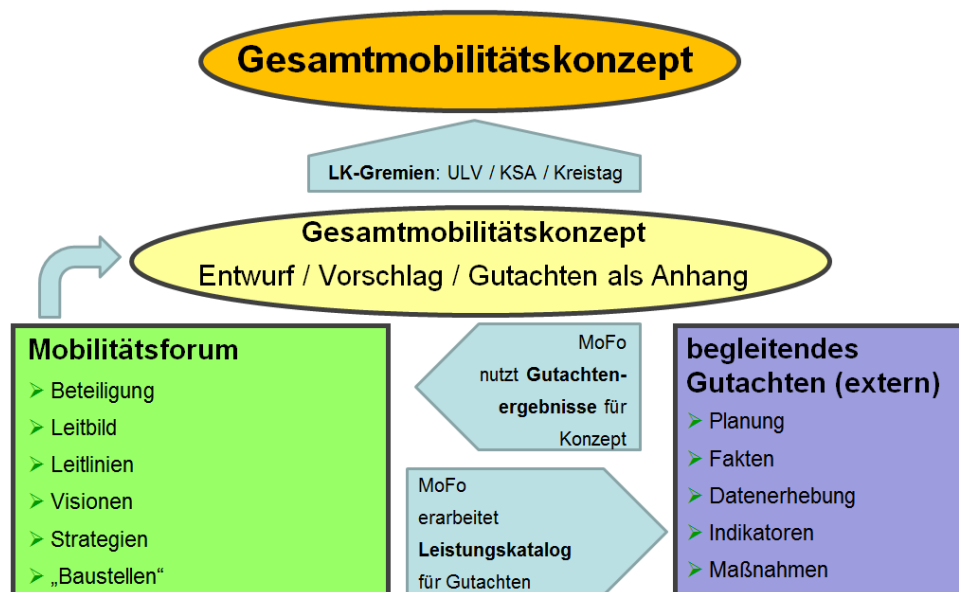 Gesamtmobilitätskonzept
LK-Gremien: ULV / KSA / Kreistag
Gesamtmobilitätskonzept
Entwurf / Vorschlag / Gutachten als Anhang
Mobilitätsforum
Beteiligung
Leitbild
Leitlinien
Visionen
Strategien
„Baustellen“
MoFo
nutzt Gutachten-
ergebnisse für
Konzept
MoFo
erarbeitet
Leistungskatalog
für Gutachten
begleitendes
Gutachten (extern)
Planung
Fakten
Datenerhebung
Indikatoren
Maßnahmen